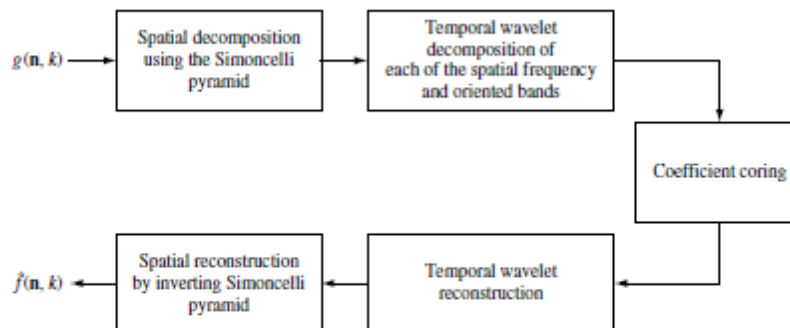 g(n, k)
Spatial decomposition
using the Simoncelli
pyramid
Temporal wavelet
decomposition of
each of the spatial frequency
and oriented bands
Coefficient coring
Temporal wavelet
reconstruction
Spatial reconstruction
by inverting Simoncelli
pyramid
f̂(n, k)